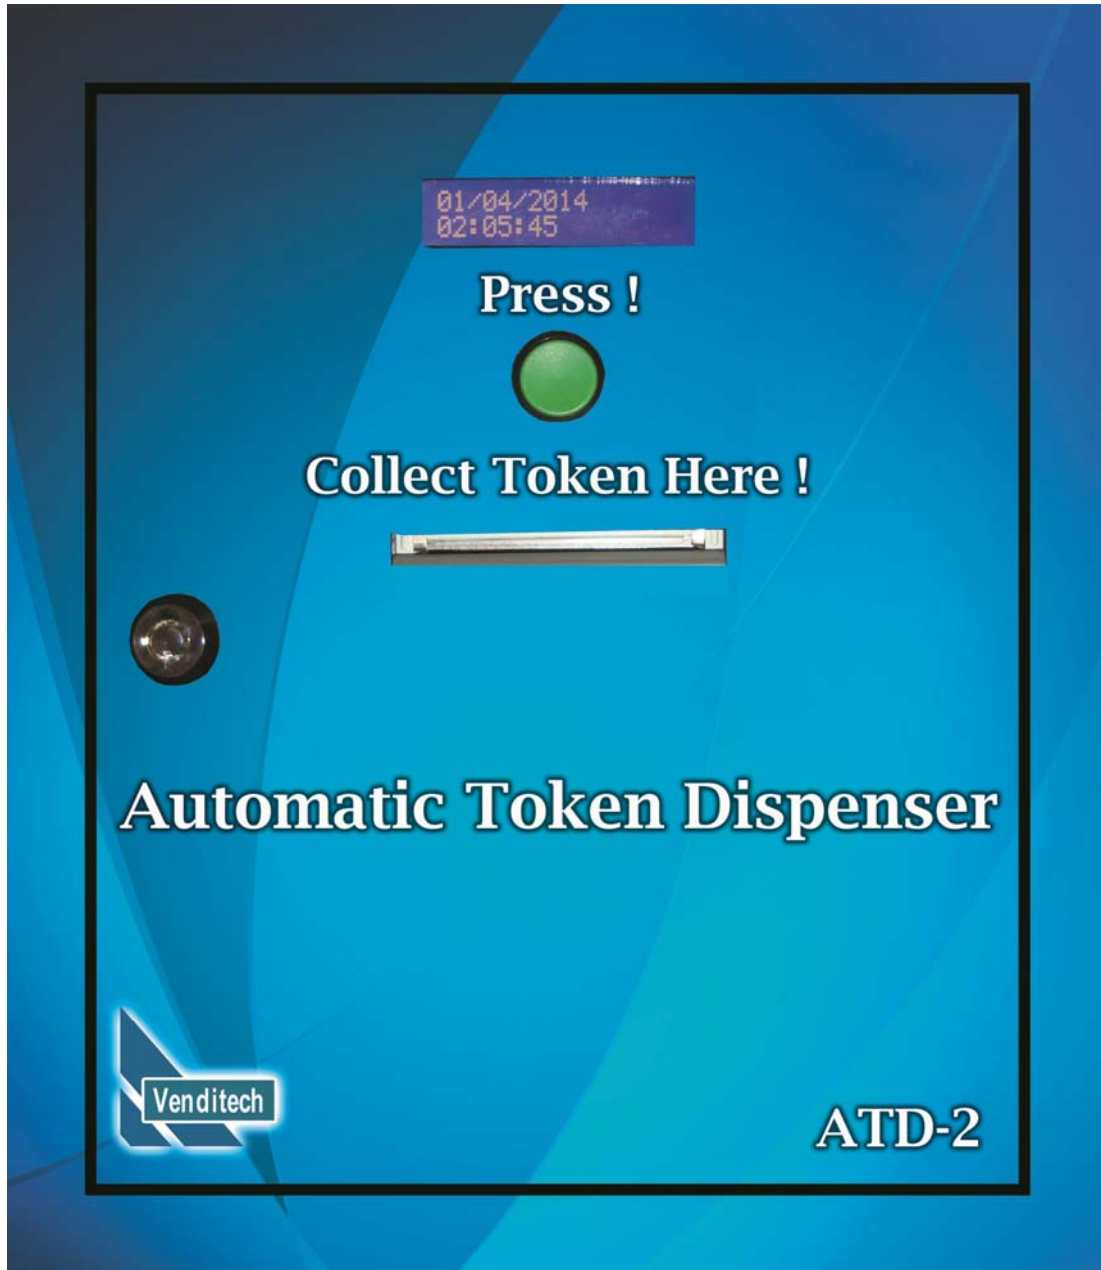 01/04/2014
02:05:45
Press !
Collect Token Here !
Automatic Token Dispenser
Venditech
ATD-2